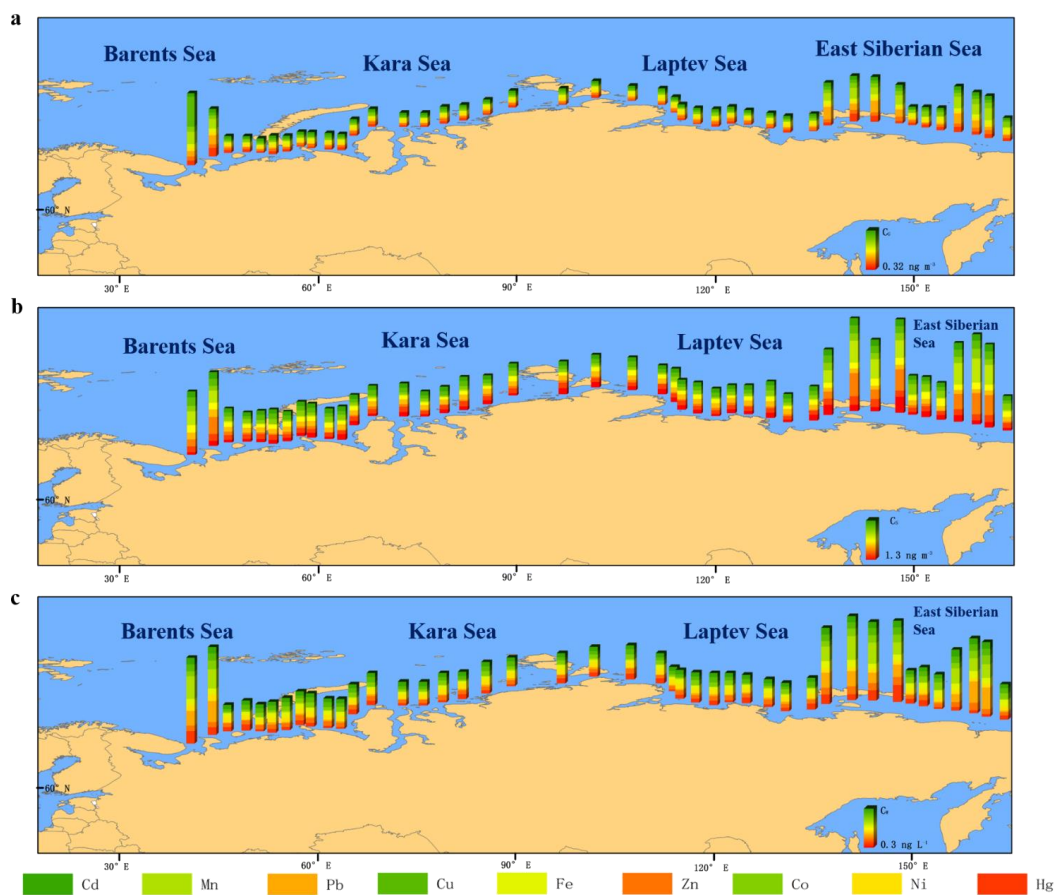 a
Barents Sea
Kara Sea
Laptev Sea
East Siberian Sea
60° N
C
0.32 ng m⁻³
30° E
60° E
90° E
120° E
150° E
b
Barents Sea
Kara Sea
Laptev Sea
East Siberian
Sea
60° N
C
1.3 ng m⁻³
30° E
60° E
90° E
120° E
150° E
c
Barents Sea
Kara Sea
Laptev Sea
East Siberian
Sea
60° N
C
0.3 ng L⁻¹
30° E
60° E
90° E
120° E
150° E
Cd Mn Pb Cu Fe Zn Co Ni Hg